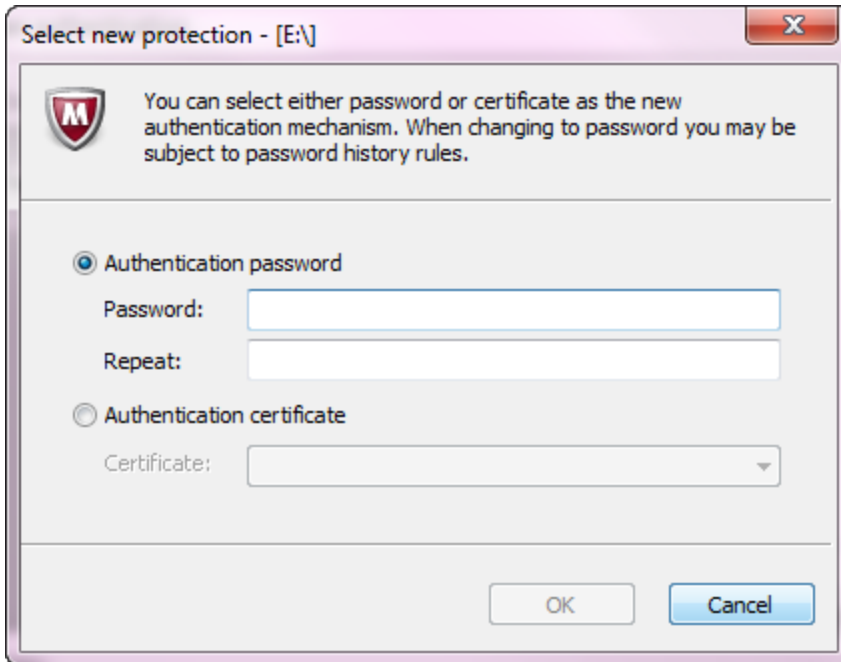 Select new protection - [E:\]
You can select either password or certificate as the new
authentication mechanism. When changing to password you may be
subject to password history rules.
Authentication password
Password:
Repeat:
Authentication certificate
Certificate:
OK
Cancel